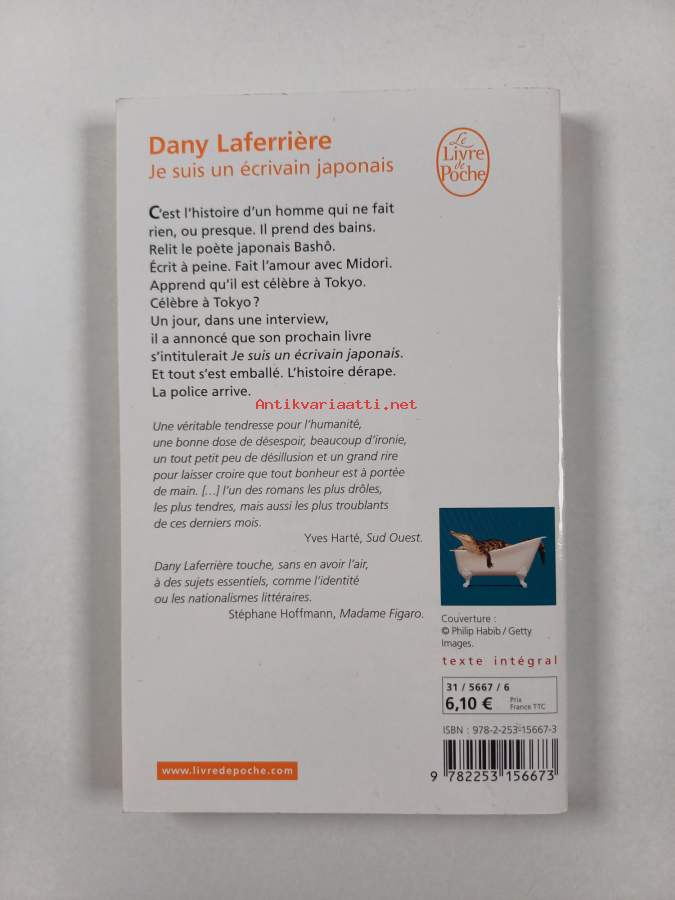 Dany Laferrière
Je suis un écrivain japonais
Le
Livre
de
Poche
C'est l'histoire d'un homme qui ne fait
rien, ou presque. Il prend des bains.
Relit le poète japonais Bashô.
Écrit à peine. Fait l'amour avec Midori.
Apprend qu'il est célèbre à Tokyo.
Célèbre à Tokyo ?
Un jour, dans une interview,
il a annoncé que son prochain livre
s'intitulerait Je suis un écrivain japonais.
Et tout s'est emballé. L'histoire dérape.
La police arrive.
Antikvariaatti.net
Une véritable tendresse pour l'humanité,
une bonne dose de désespoir, beaucoup d'ironie,
un tout petit peu de désillusion et un grand rire
pour laisser croire que tout bonheur est à portée
de main. [...] l'un des romans les plus drôles,
les plus tendres, mais aussi les plus troublants
de ces derniers mois.
Yves Harté, Sud Ouest.
Dany Laferrière touche, sans en avoir l'air,
à des sujets essentiels, comme l'identité
ou les nationalismes littéraires.
Stéphane Hoffmann, Madame Figaro.
Couverture :
© Philip Habib / Getty
Images.
texte intégral
31 / 5667 / 6
6,10 €
Prix
France TTC
ISBN : 978-2-253-15667-3
9 782253 156673
www.livredepoche.com